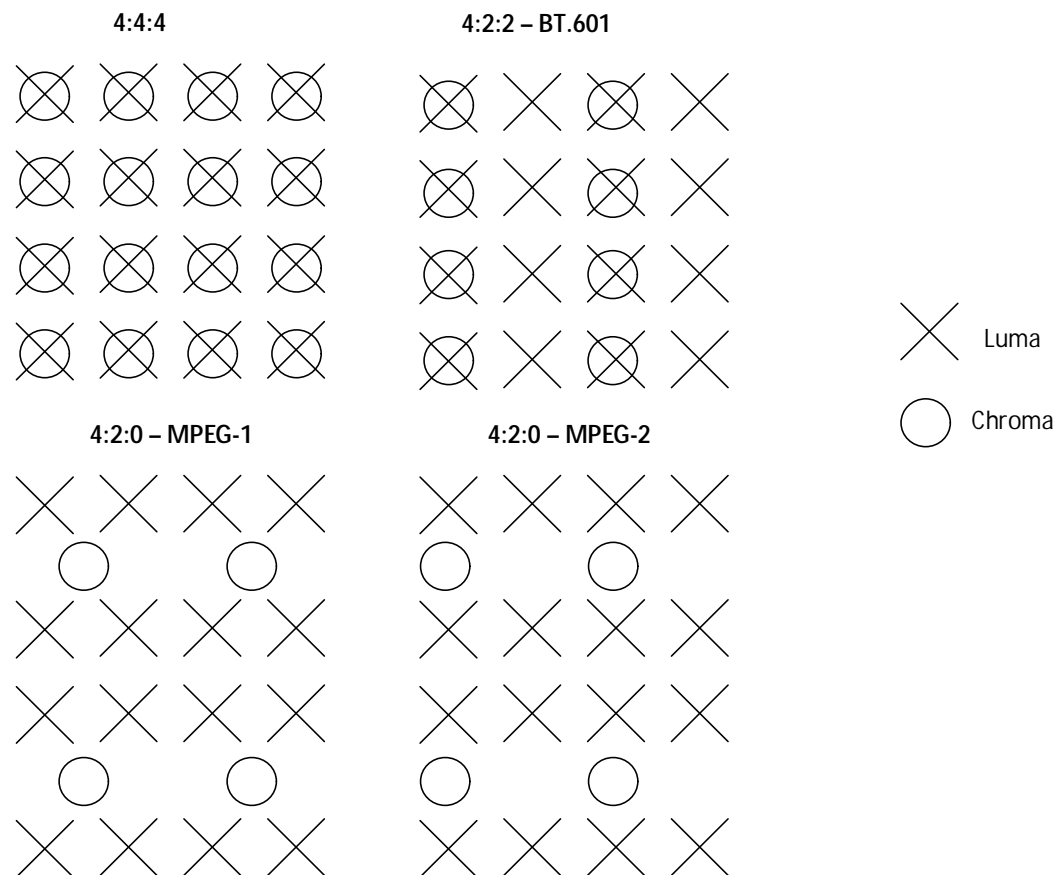 4:4:4
4:2:2 – BT.601
Luma
Chroma
4:2:0 – MPEG-1
4:2:0 – MPEG-2